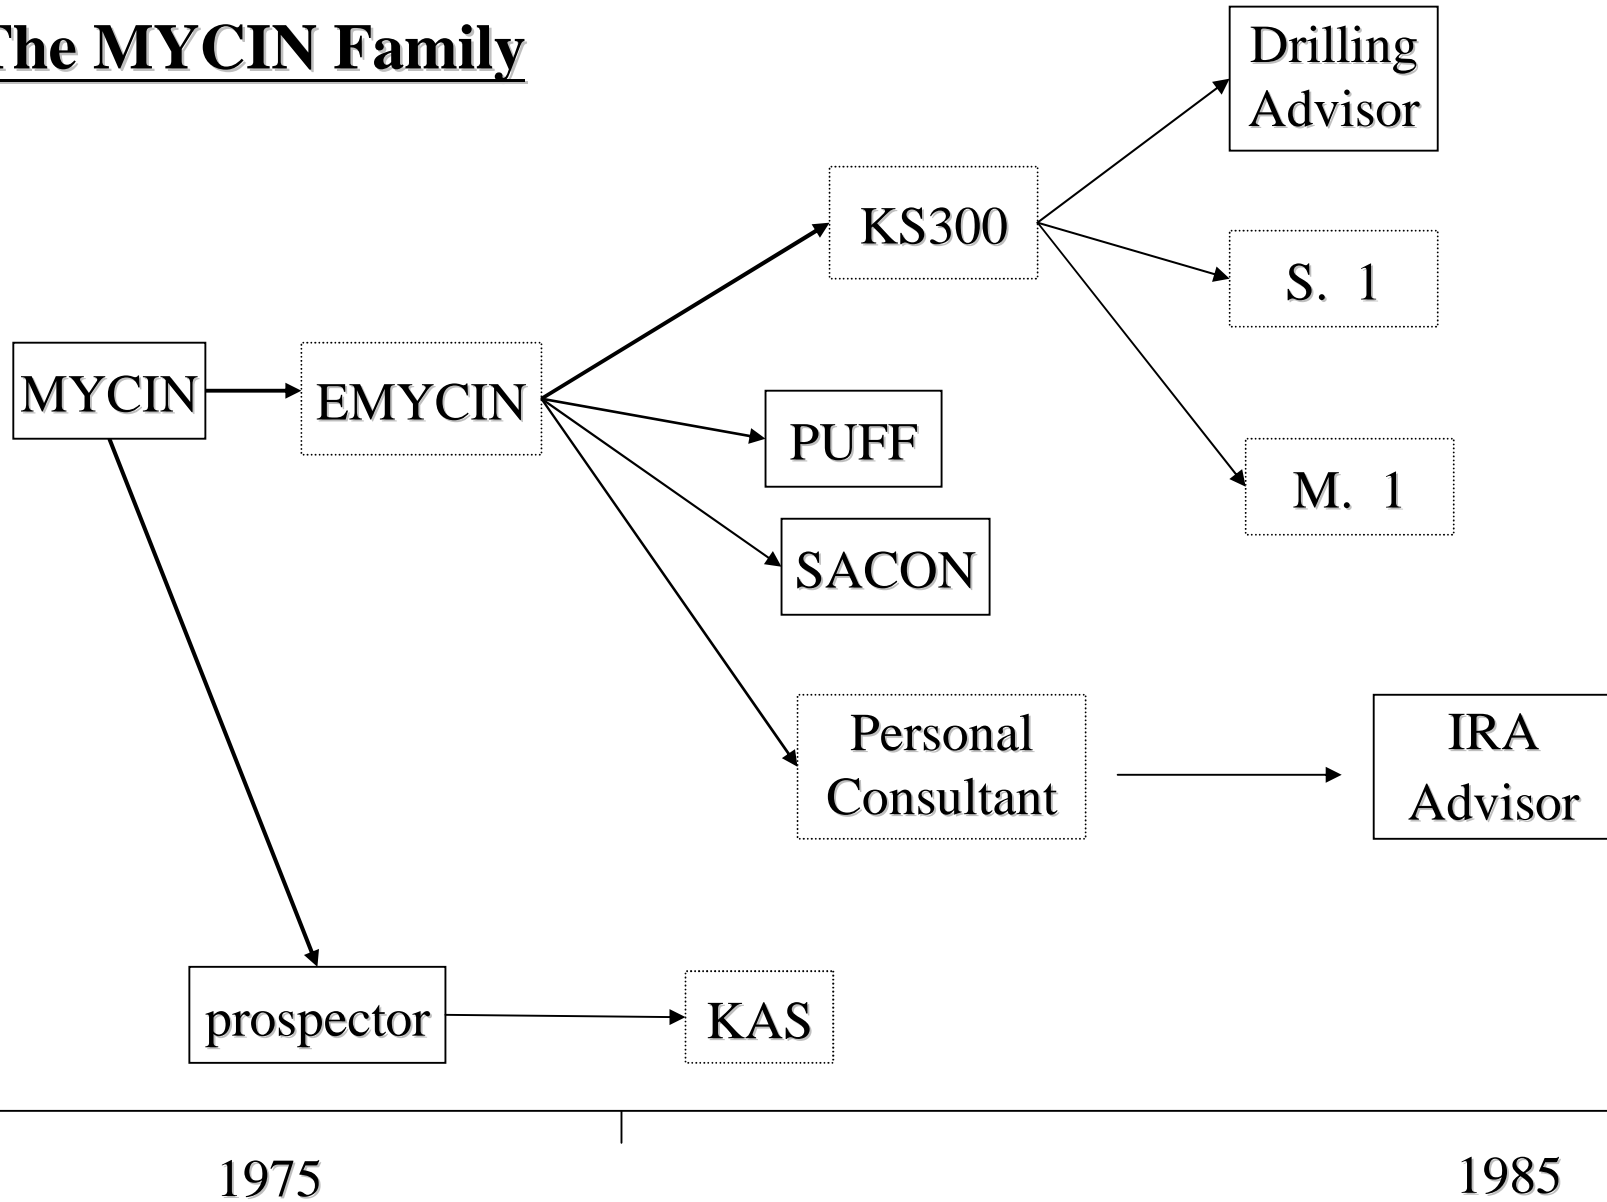 The MYCIN Family
Drilling
Advisor
KS300
S. 1
MYCIN
EMYCIN
PUFF
M. 1
SACON
Personal
Consultant
IRA
Advisor
prospector
KAS
1975
1985